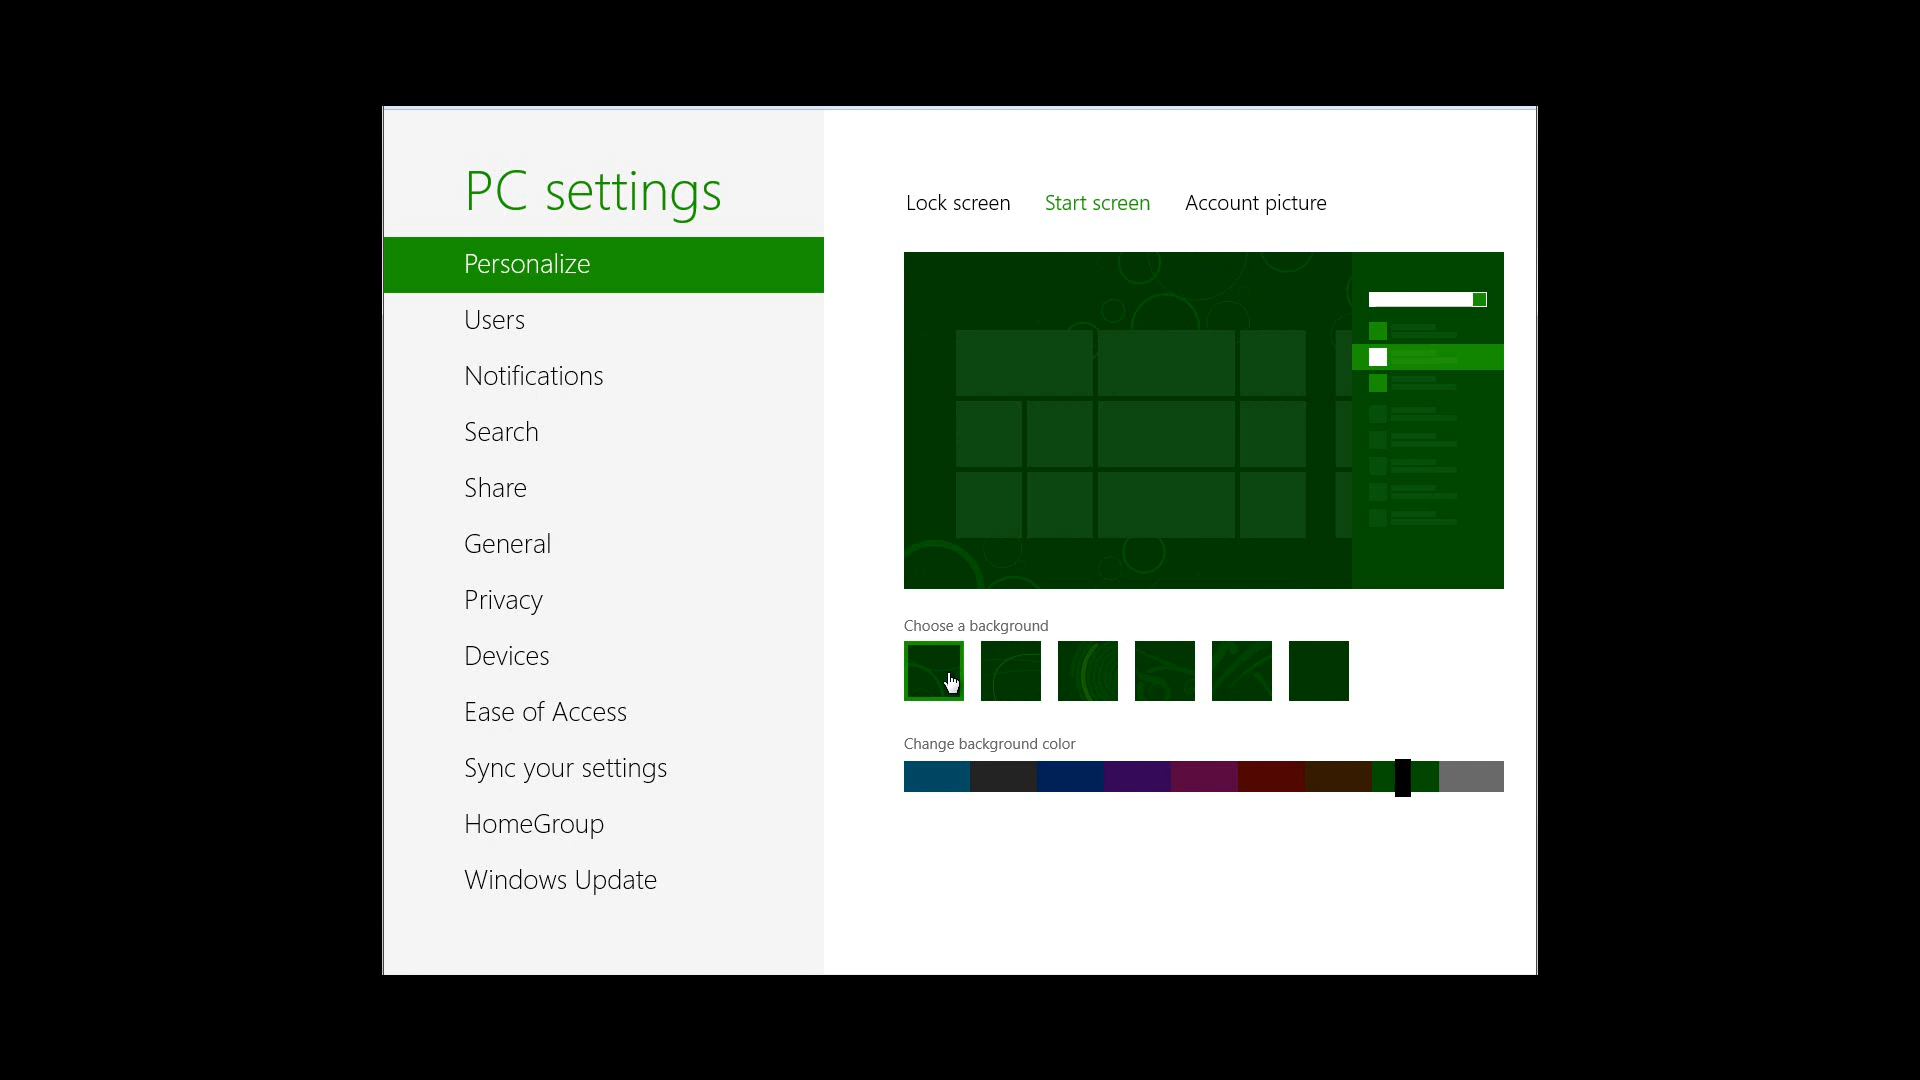 PC settings
Personalize
Users
Notifications
Search
Share
General
Privacy
Devices
Ease of Access
Sync your settings
HomeGroup
Windows Update
Lock screen Start screen Account picture
Choose a background
Change background color